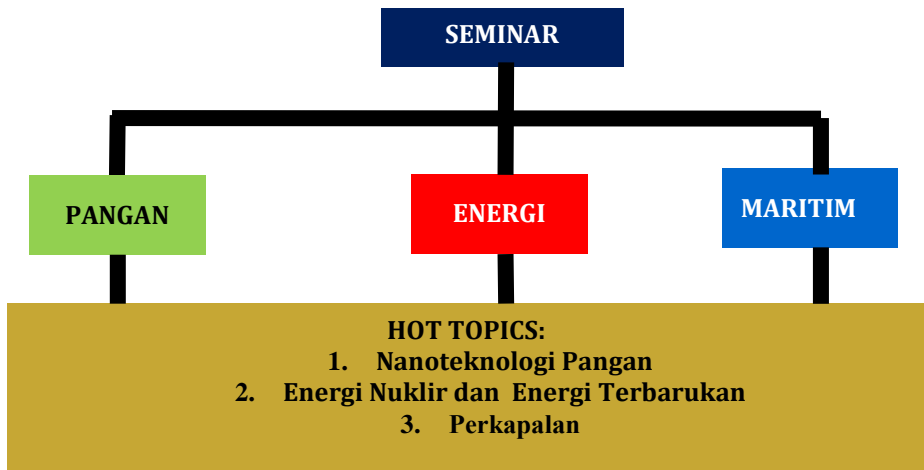 SEMINAR
PANGAN
ENERGI
MARITIM
HOT TOPICS:
1. Nanoteknologi Pangan
2. Energi Nuklir dan Energi Terbarukan
3. Perkapalan